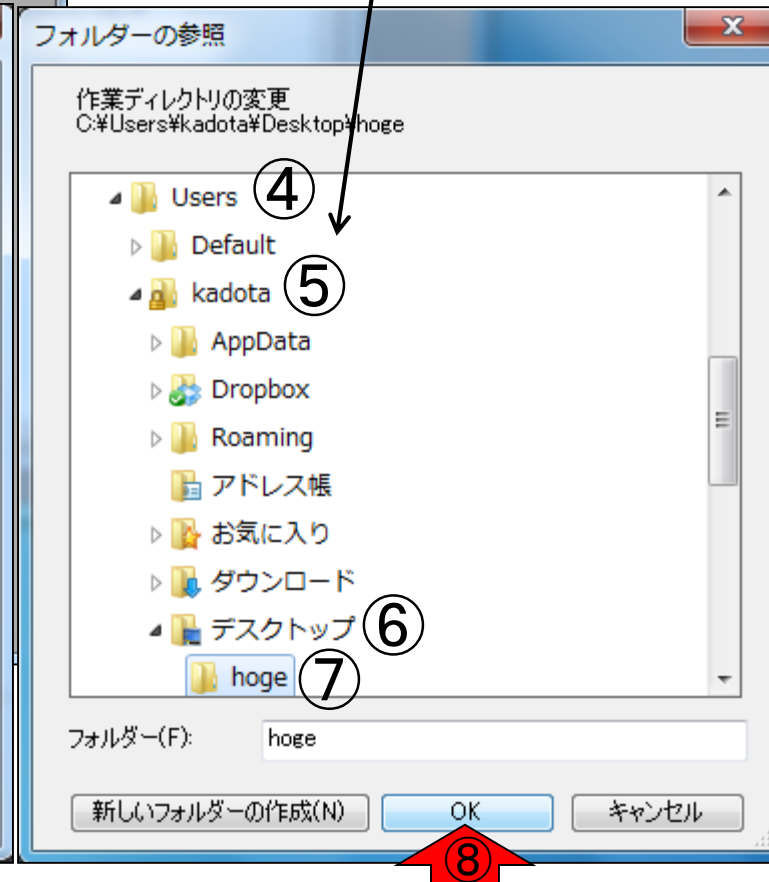 フォルダーの参照
x
作業ディレクトリの変更
C:¥Users¥kadota¥Desktop¥hoge
Users ④
Default
kadota ⑤
AppData
Dropbox
Roaming
アドレス帳
お気に入り
ダウンロード
デスクトップ ⑥
hoge ⑦
フォルダー(F): hoge
新しいフォルダーの作成(N) OK キャンセル
⑧